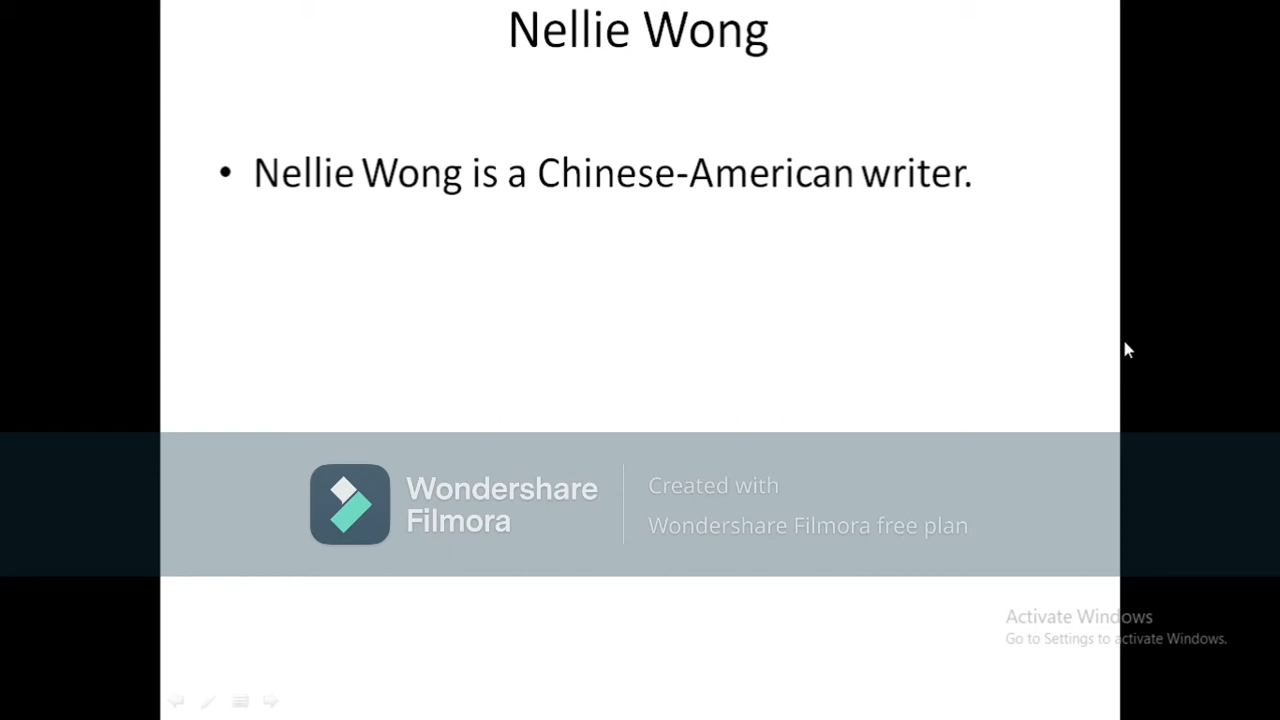 Nellie Wong
• Nellie Wong is a Chinese-American writer.
Wondershare
Filmora
Created with
Wondershare Filmora free plan
Activate Windows
Go to Settings to activate Windows.